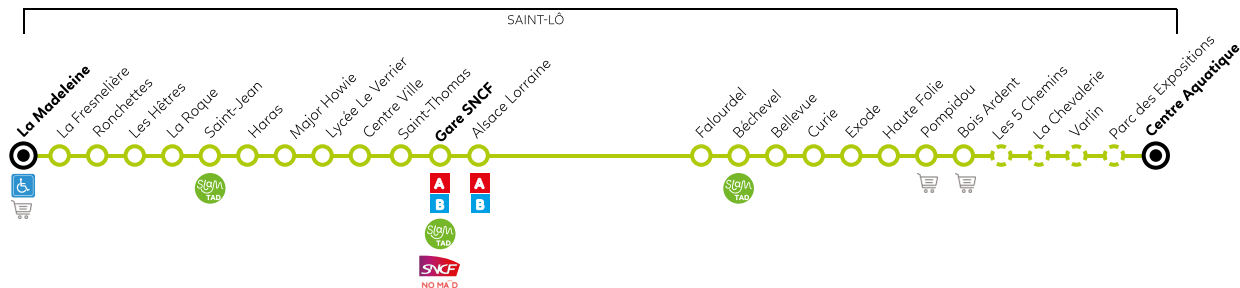 SAINT-LÔ
La Madeleine
La Fresnelière
Ronchettes
Les Hêtres
La Roque
Saint-Jean
Haras
Major Howie
Lycée Le Verrier
Centre Ville
Saint-Thomas
Gare SNCF
Alsace Lorraine
Falourdel
Béchevel
Bellevue
Curie
Exode
Haute Folie
Pompidou
Bois Ardent
Les 5 Chemins
La Chevalerie
Varlin
Parc des Expositions
Centre Aquatique
Slam
TAD
A
B
Slam
TAD
SNCF
NOMAD
A
B
Slam
TAD